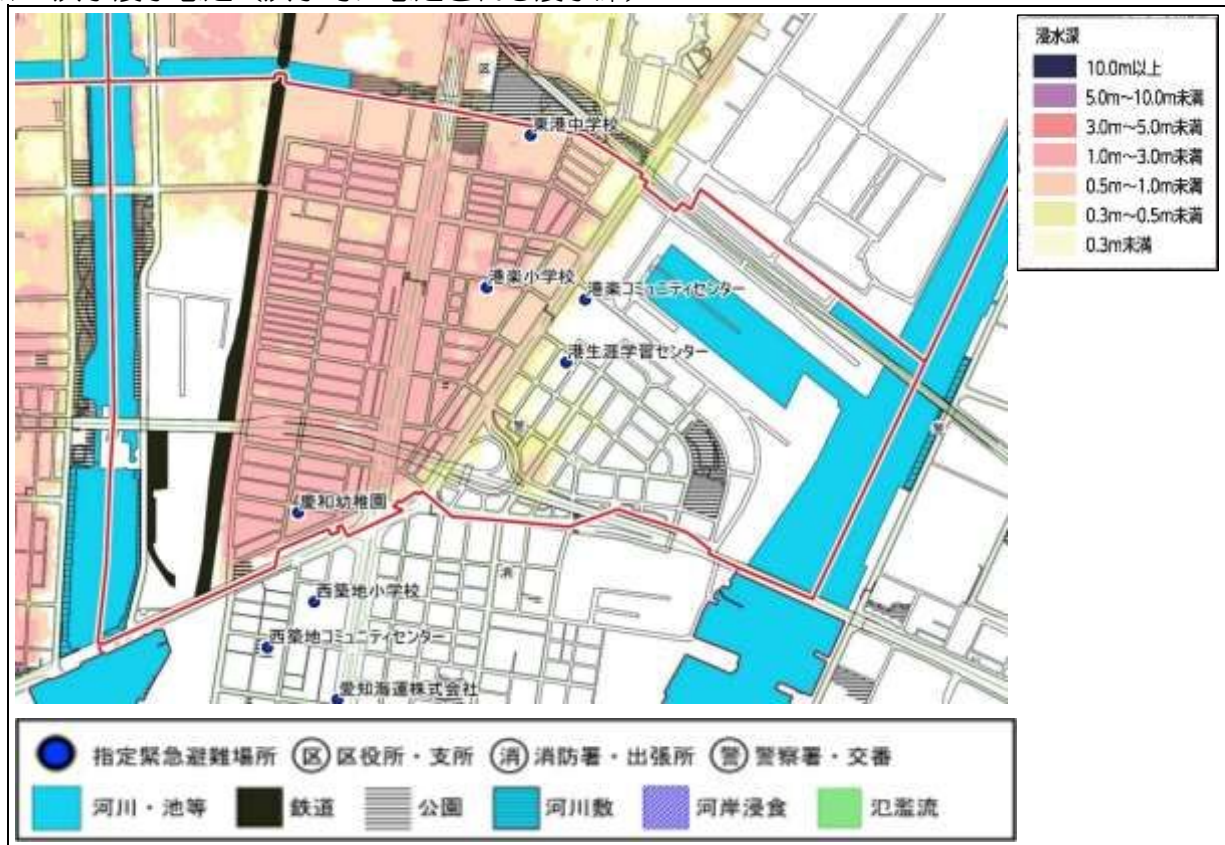 浸水深
10.0m以上
5.0m～10.0m未満
3.0m～5.0m未満
1.0m～3.0m未満
0.5m～1.0m未満
0.3m～0.5m未満
0.3m未満
区
東港中学校
港楽小学校
港楽コミュニティセンター
港生涯学習センター
警
慶和幼稚園
消
西築地小学校
西築地コミュニティセンター
愛知海運株式会社
指定緊急避難場所 区 区役所・支所 消 消防署・出張所 警 警察署・交番
河川・池等 鉄道 公園 河川敷 河岸浸食 氾濫流